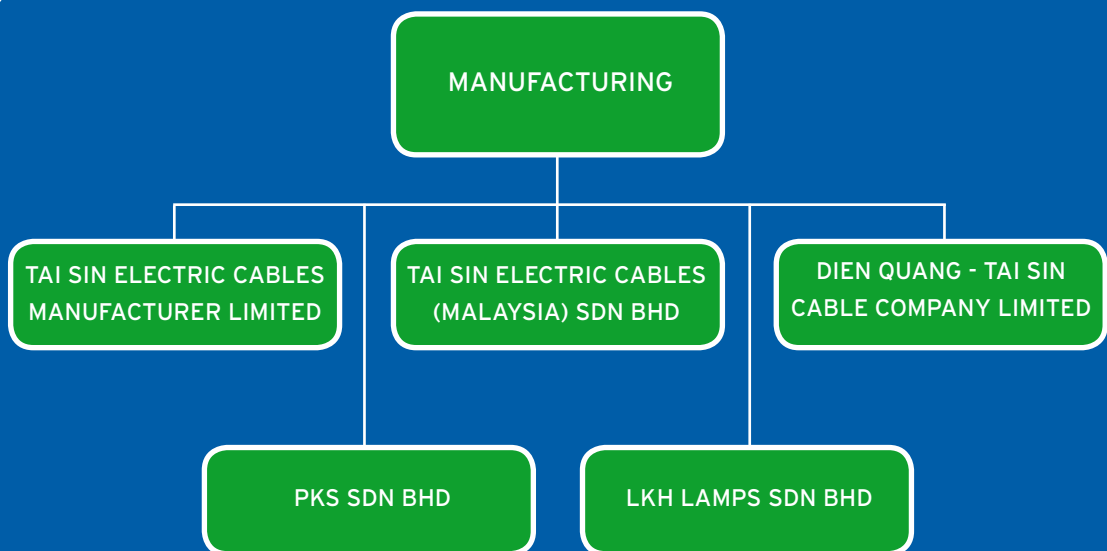 MANUFACTURING
TAI SIN ELECTRIC CABLES
MANUFACTURER LIMITED
TAI SIN ELECTRIC CABLES
(MALAYSIA) SDN BHD
DIEN QUANG - TAI SIN
CABLE COMPANY LIMITED
PKS SDN BHD
LKH LAMPS SDN BHD